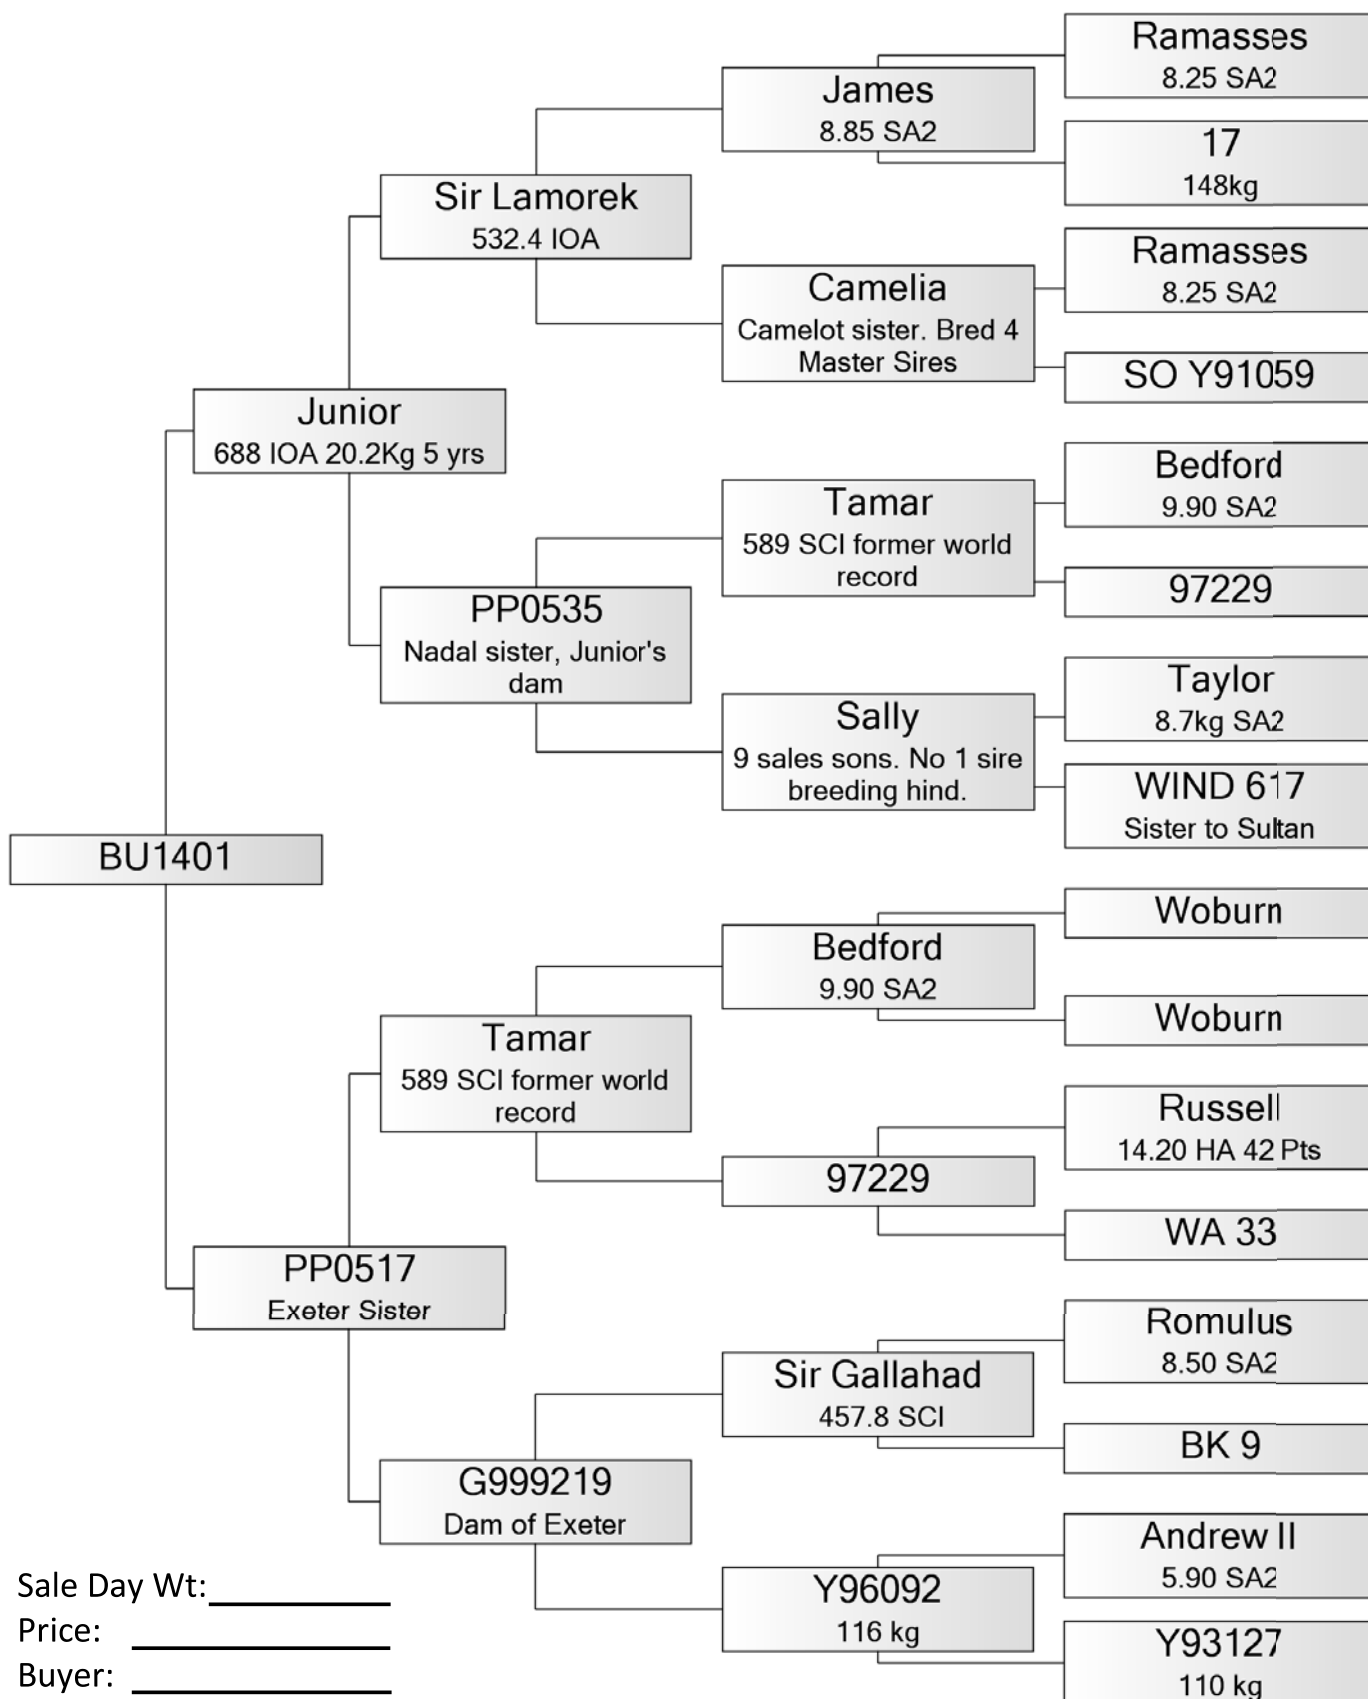 Ramasses
8.25 SA2
James
8.85 SA2
17
148kg
Sir Lamorek
532.4 IOA
Ramasses
8.25 SA2
Camelia
Camelot sister. Bred 4
Master Sires
SO Y91059
Junior
688 IOA 20.2Kg 5 yrs
Bedford
9.90 SA2
Tamar
589 SCI former world
record
97229
PP0535
Nadal sister, Junior's
dam
Taylor
8.7kg SA2
Sally
9 sales sons. No 1 sire
breeding hind.
WIND 617
Sister to Sultan
BU1401
Woburn
Bedford
9.90 SA2
Woburn
Tamar
589 SCI former world
record
Russell
14.20 HA 42 Pts
97229
WA 33
PP0517
Exeter Sister
Romulus
8.50 SA2
Sir Gallahad
457.8 SCI
BK 9
G999219
Dam of Exeter
Andrew II
5.90 SA2
Y96092
116 kg
Y93127
110 kg
Sale Day Wt:
Price:
Buyer: